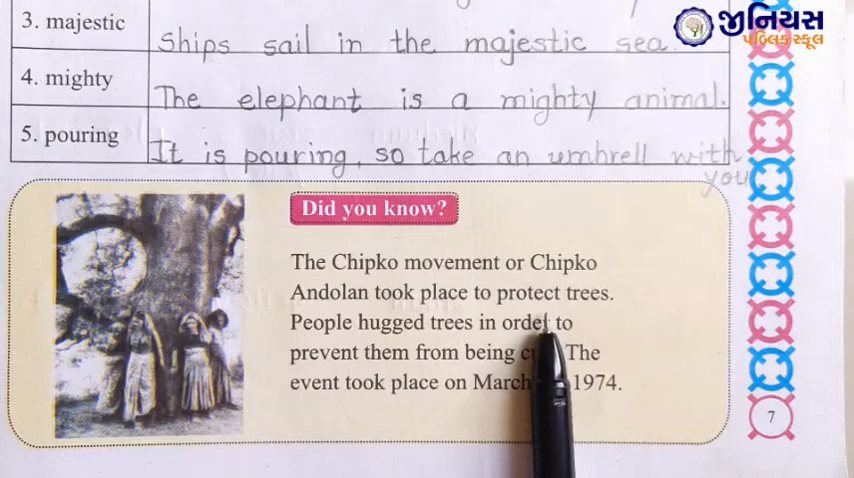 3. majestic
Ships sail in the majestic sea.
4. mighty
The elephant is a mighty animal.
5. pouring
It is pouring, so take an umbrell with
you
જીનિયસ
પબ્લિક સ્કૂલ
Did you know?
The Chipko movement or Chipko
Andolan took place to protect trees.
People hugged trees in order to
prevent them from being The
event took place on March 1974.
7